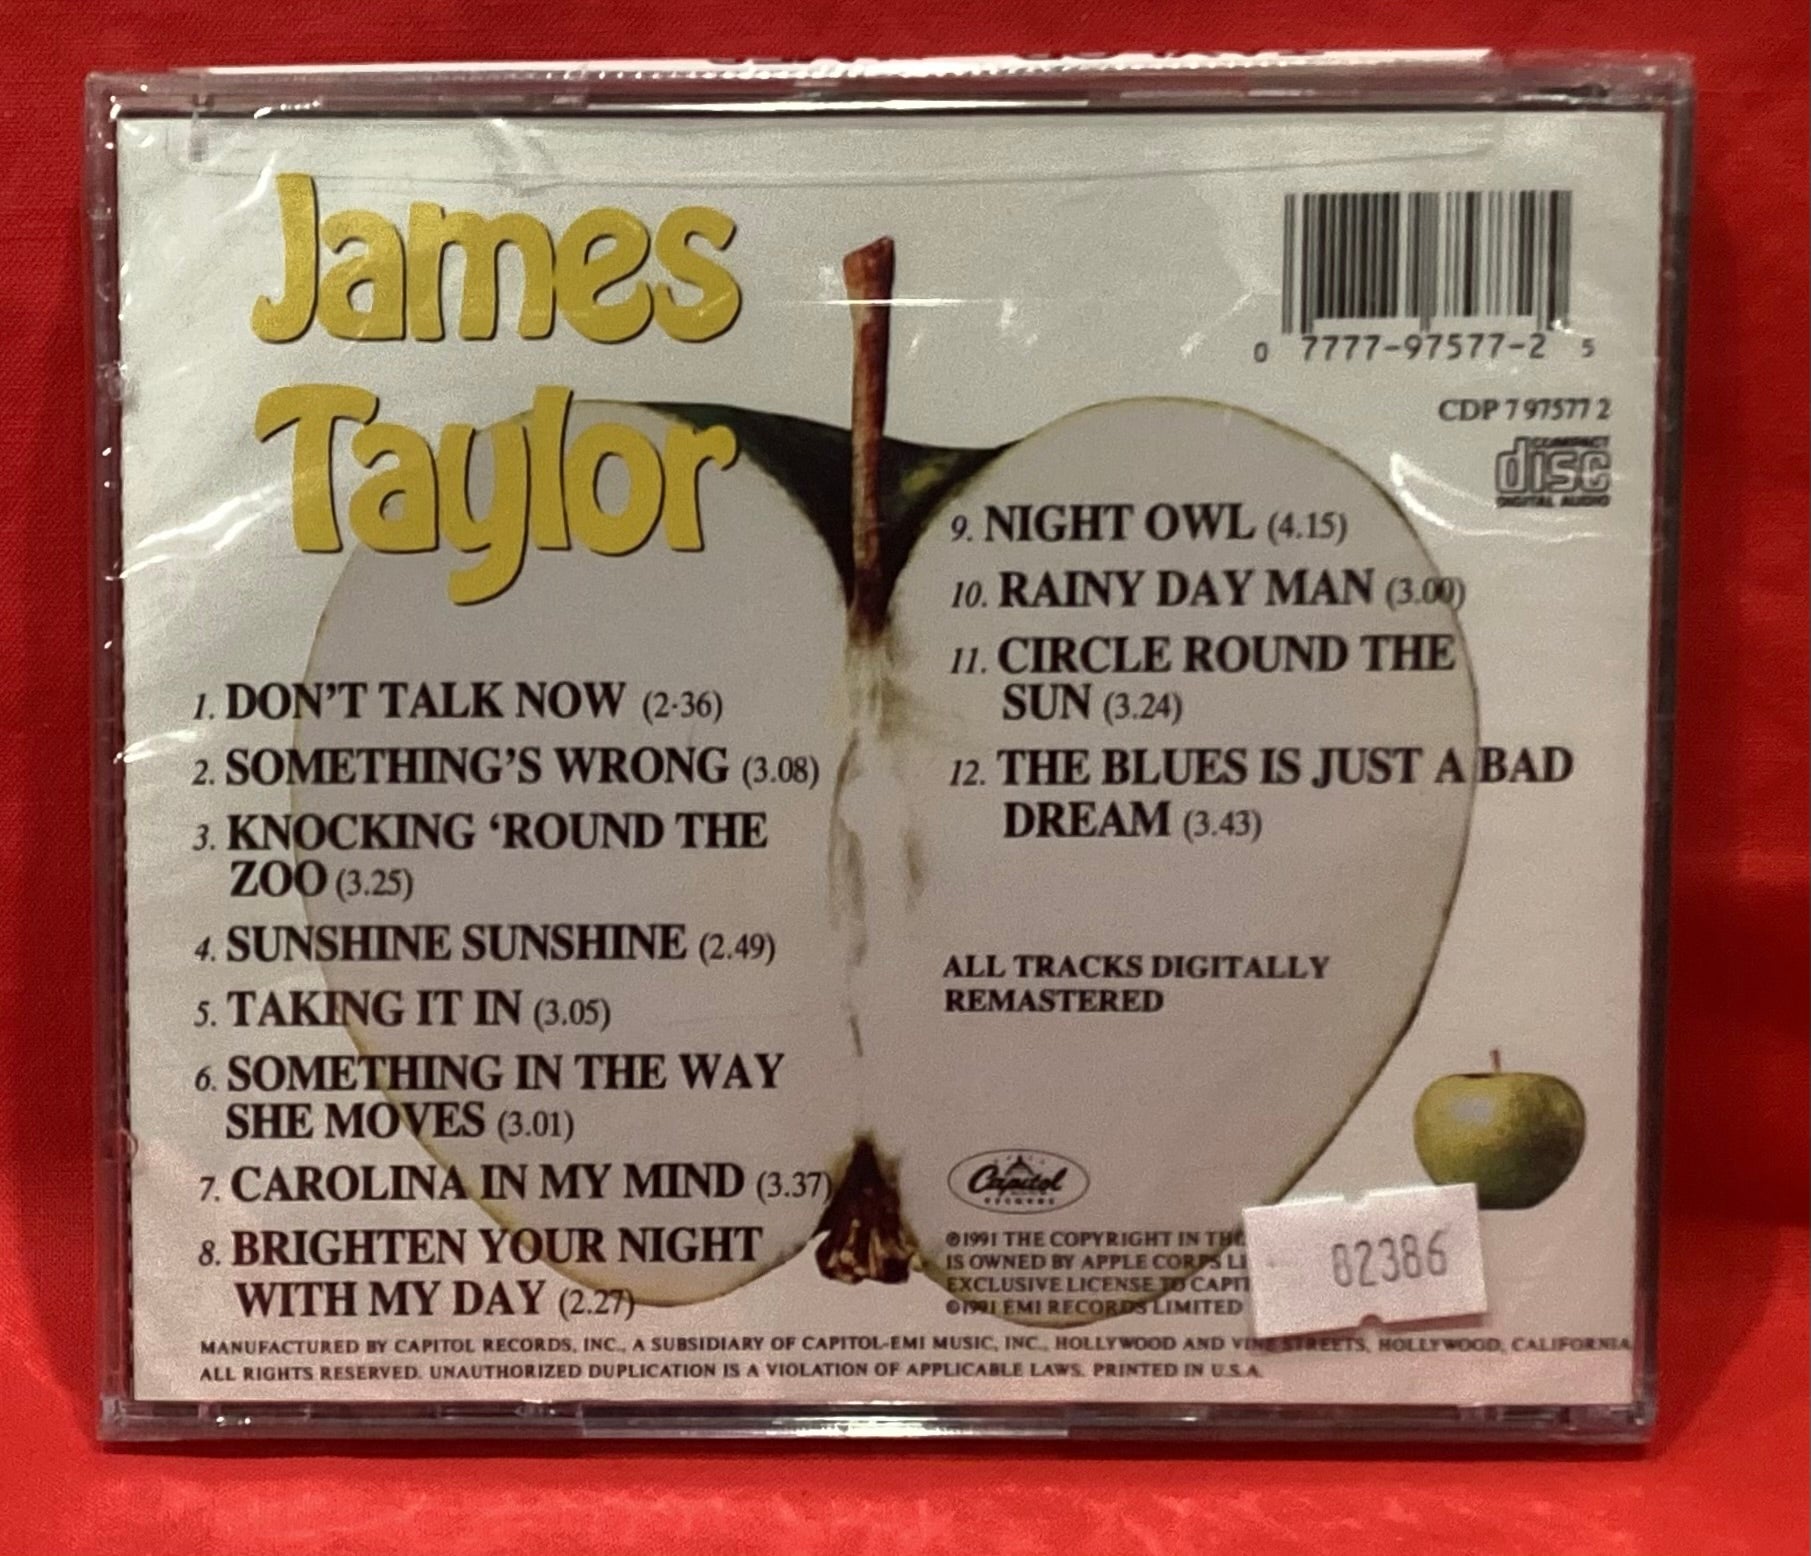 James
Taylor
0 7777-97577-2 5
CDP 7 97577 2
COMPACT
disc
DIGITAL AUDIO
1. DON'T TALK NOW (2·36)
2. SOMETHING'S WRONG (3.08)
3. KNOCKING ‘ROUND THE
ZOO (3.25)
4. SUNSHINE SUNSHINE (2.49)
5. TAKING IT IN (3.05)
6. SOMETHING IN THE WAY
SHE MOVES (3.01)
7. CAROLINA IN MY MIND (3.37)
8. BRIGHTEN YOUR NIGHT
WITH MY DAY (2.27)
9. NIGHT OWL (4.15)
10. RAINY DAY MAN (3.00)
11. CIRCLE ROUND THE
SUN (3.24)
12. THE BLUES IS JUST A BAD
DREAM (3.43)
ALL TRACKS DIGITALLY
REMASTERED
Capitol
RECORDS
℗1991 THE COPYRIGHT IN THE
IS OWNED BY APPLE CORPS
EXCLUSIVE LICENSE TO
©1991 EMI RECORDS LIMITED
82386
MANUFACTURED BY CAPITOL RECORDS, INC., A SUBSIDIARY OF CAPITOL-EMI MUSIC, INC., HOLLYWOOD AND VINE STREETS, HOLLYWOOD, CALIFORNIA
ALL RIGHTS RESERVED. UNAUTHORIZED DUPLICATION IS A VIOLATION OF APPLICABLE LAWS. PRINTED IN U.S.A.